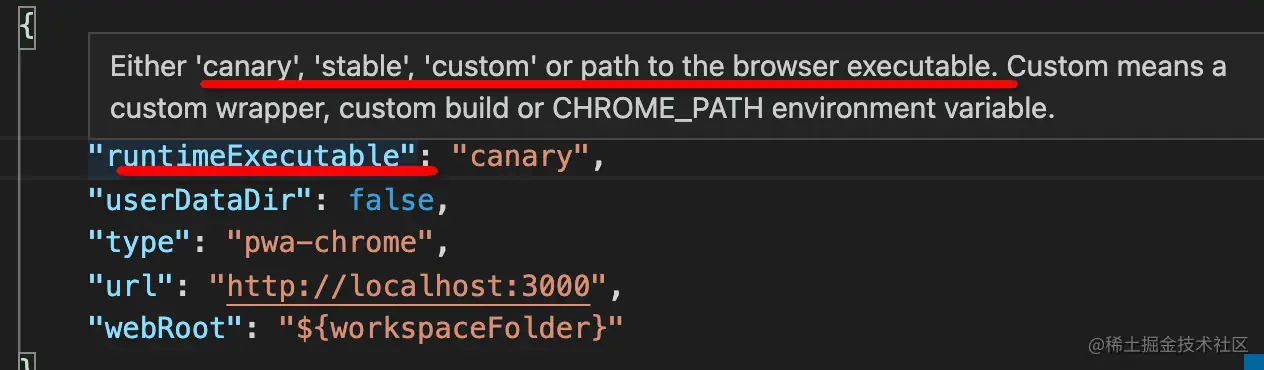 {
Either 'canary', 'stable', 'custom' or path to the browser executable. Custom means a
custom wrapper, custom build or CHROME_PATH environment variable.
"runtimeExecutable": "canary",
"userDataDir": false,
"type": "pwa-chrome",
"url": "http://localhost:3000",
"webRoot": "${workspaceFolder}"
}
@稀土掘金技术社区